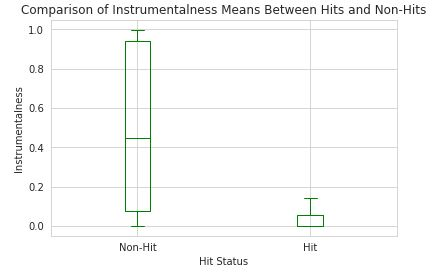 Comparison of Instrumentalness Means Between Hits and Non-Hits
1.0
0.8
0.6
0.4
0.2
0.0
Instrumentalness
Non-Hit
Hit
Hit Status